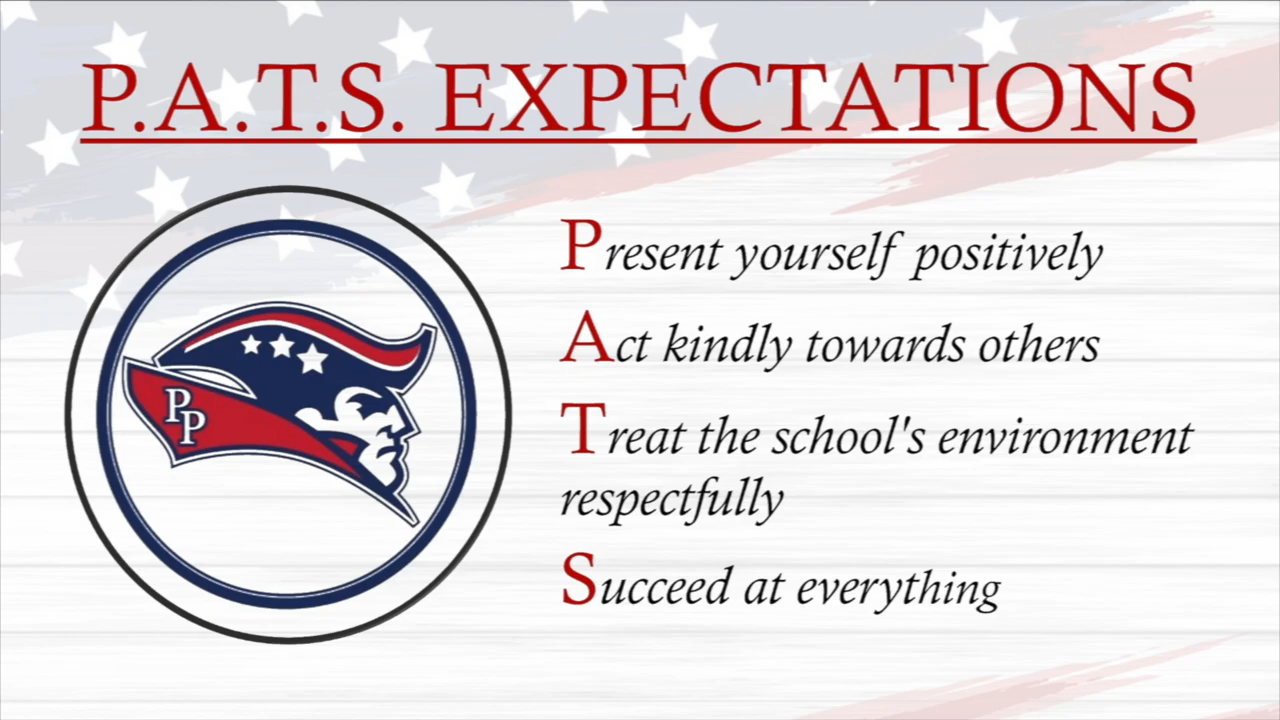 P.A.T.S. EXPECTATIONS
Present yourself positively
Act kindly towards others
PP
Treat the school's environment
respectfully
Succeed at everything